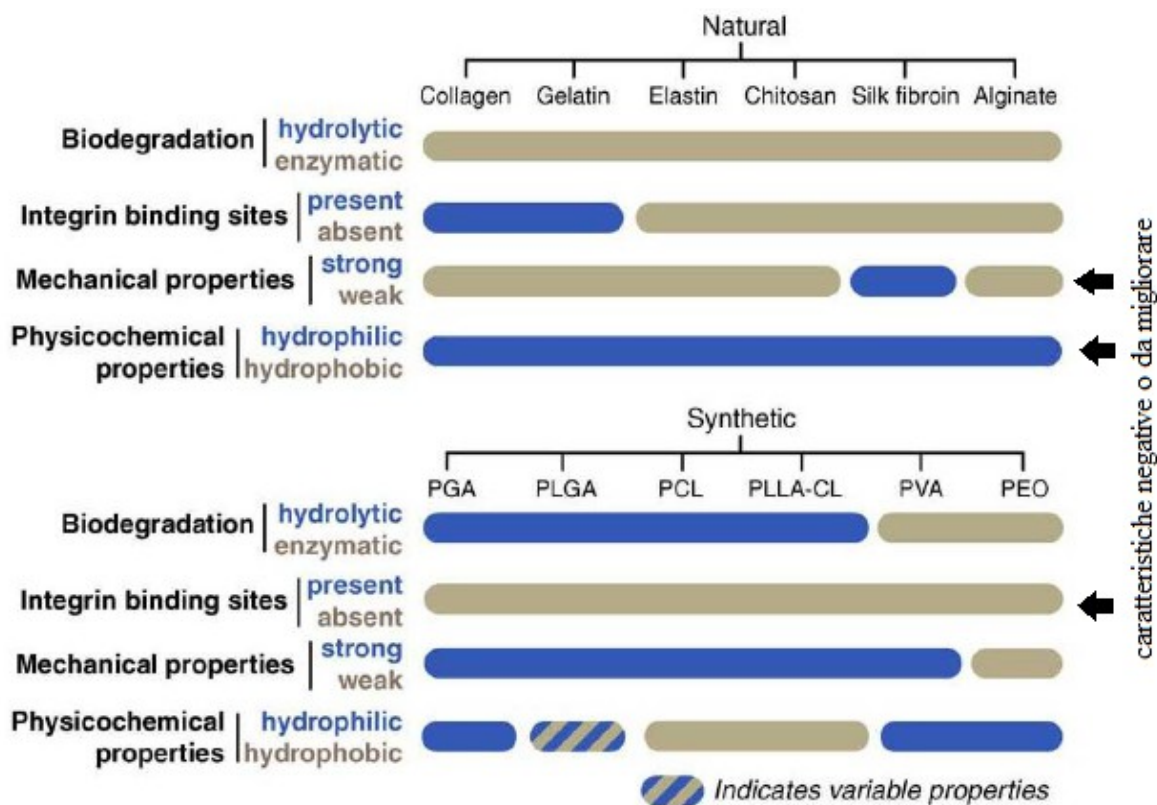 Natural
Collagen Gelatin Elastin Chitosan Silk fibroin Alginate
Biodegradation hydrolytic
enzymatic
Integrin binding sites present
absent
Mechanical properties strong
weak
Physicochemical hydrophilic
properties hydrophobic
Synthetic
PGA PLGA PCL PLLA-CL PVA PEO
Biodegradation hydrolytic
enzymatic
Integrin binding sites present
absent
Mechanical properties strong
weak
Physicochemical hydrophilic
properties hydrophobic
Indicates variable properties
caratteristiche negative o da migliorare